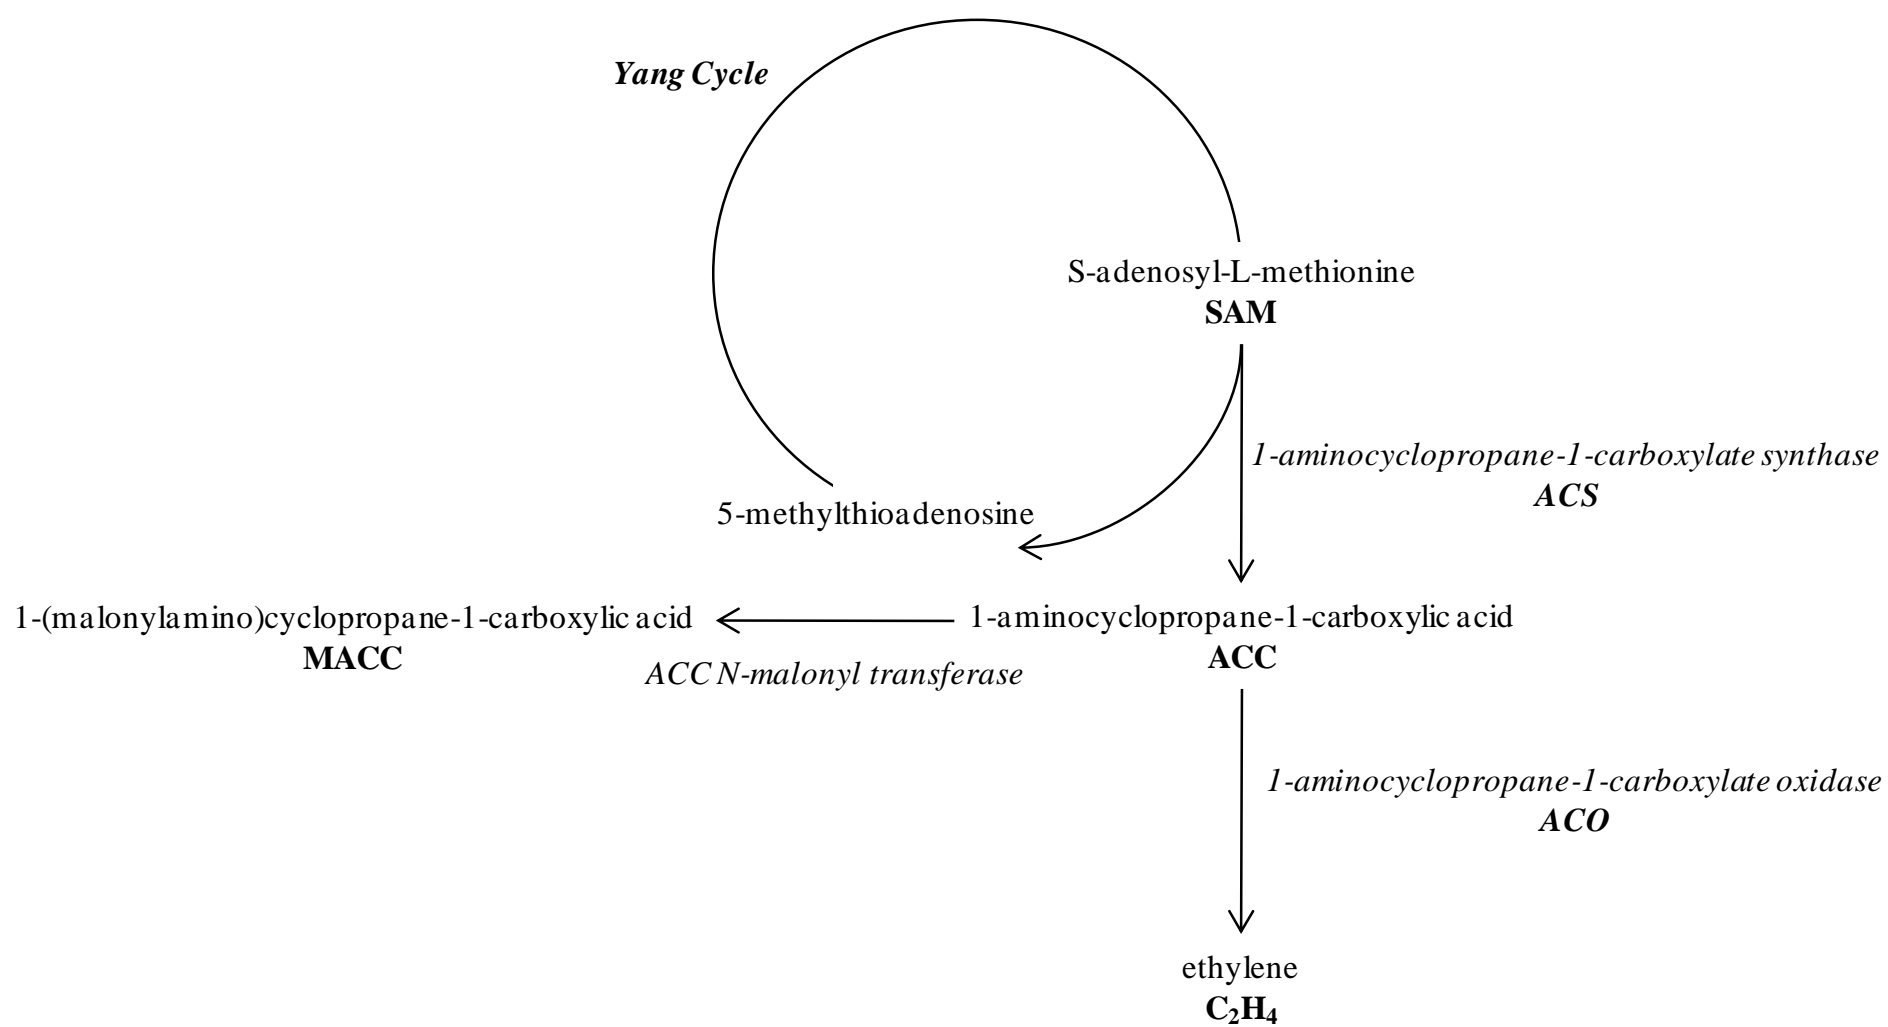 Yang Cycle
S-adenosyl-L-methionine
SAM
1-aminocyclopropane-1-carboxylate synthase
ACS
5-methylthioadenosine
1-(malonylamino)cyclopropane-1-carboxylic acid
MACC
ACC N-malonyl transferase
1-aminocyclopropane-1-carboxylic acid
ACC
1-aminocyclopropane-1-carboxylate oxidase
ACO
ethylene
C₂H₄